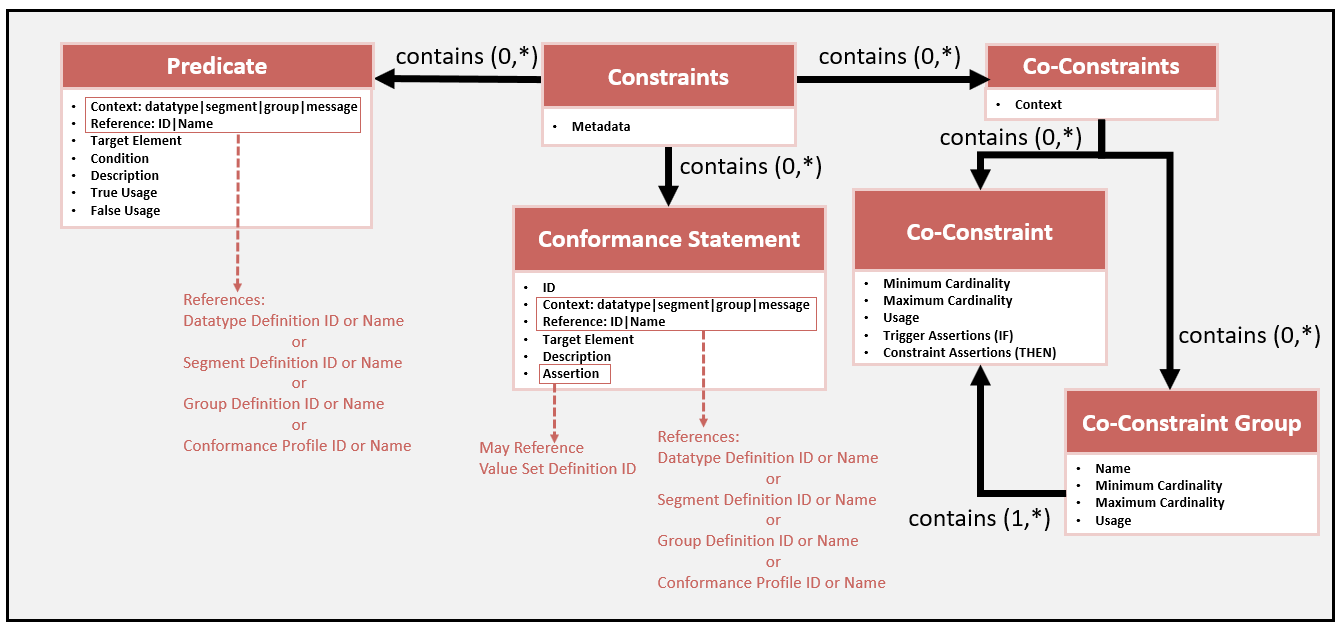 contains (0,*)
contains (0,*)
Predicate
Constraints
Co-Constraints
• Context: datatype|segment|group|message
• Reference: ID|Name
• Target Element
• Condition
• Description
• True Usage
• False Usage
• Metadata
• Context
contains (0,*)
contains (0,*)
Conformance Statement
Co-Constraint
• ID
• Context: datatype|segment|group|message
• Reference: ID|Name
• Target Element
• Description
• Assertion
• Minimum Cardinality
• Maximum Cardinality
• Usage
• Trigger Assertions (IF)
• Constraint Assertions (THEN)
contains (0,*)
References:
Datatype Definition ID or Name
or
Segment Definition ID or Name
or
Group Definition ID or Name
or
Conformance Profile ID or Name
May Reference
Value Set Definition ID
References:
Datatype Definition ID or Name
or
Segment Definition ID or Name
or
Group Definition ID or Name
or
Conformance Profile ID or Name
Co-Constraint Group
• Name
• Minimum Cardinality
• Maximum Cardinality
• Usage
contains (1,*)